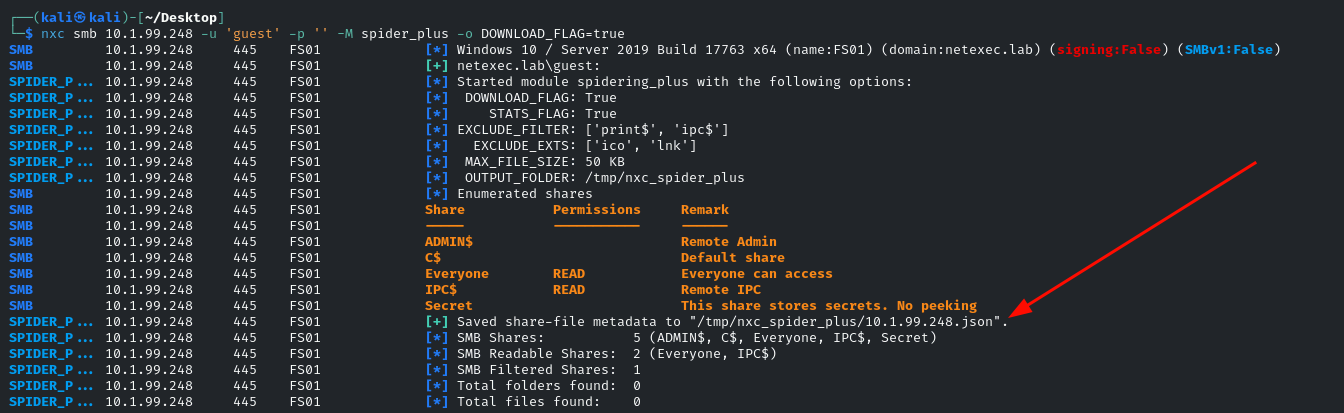 ┌──(kali㉿kali)-[~/Desktop]
└─$ nxc smb 10.1.99.248 -u 'guest' -p '' -M spider_plus -o DOWNLOAD_FLAG=true
SMB 10.1.99.248 445 FS01 [*] Windows 10 / Server 2019 Build 17763 x64 (name:FS01) (domain:netexec.lab) (signing:False) (SMBv1:False)
SMB 10.1.99.248 445 FS01 [+] netexec.lab\guest:
SPIDER_P... 10.1.99.248 445 FS01 [*] Started module spidering_plus with the following options:
SPIDER_P... 10.1.99.248 445 FS01 [*] DOWNLOAD_FLAG: True
SPIDER_P... 10.1.99.248 445 FS01 [*] STATS_FLAG: True
SPIDER_P... 10.1.99.248 445 FS01 [*] EXCLUDE_FILTER: ['print$', 'ipc$']
SPIDER_P... 10.1.99.248 445 FS01 [*] EXCLUDE_EXTS: ['ico', 'lnk']
SPIDER_P... 10.1.99.248 445 FS01 [*] MAX_FILE_SIZE: 50 KB
SPIDER_P... 10.1.99.248 445 FS01 [*] OUTPUT_FOLDER: /tmp/nxc_spider_plus
SMB 10.1.99.248 445 FS01 [*] Enumerated shares
SMB 10.1.99.248 445 FS01 Share Permissions Remark
SMB 10.1.99.248 445 FS01 ----- ----------- ------
SMB 10.1.99.248 445 FS01 ADMIN$ Remote Admin
SMB 10.1.99.248 445 FS01 C$ Default share
SMB 10.1.99.248 445 FS01 Everyone READ Everyone can access
SMB 10.1.99.248 445 FS01 IPC$ READ Remote IPC
SMB 10.1.99.248 445 FS01 Secret This share stores secrets. No peeking
SPIDER_P... 10.1.99.248 445 FS01 [+] Saved share-file metadata to "/tmp/nxc_spider_plus/10.1.99.248.json".
SPIDER_P... 10.1.99.248 445 FS01 [*] SMB Shares: 5 (ADMIN$, C$, Everyone, IPC$, Secret)
SPIDER_P... 10.1.99.248 445 FS01 [*] SMB Readable Shares: 2 (Everyone, IPC$)
SPIDER_P... 10.1.99.248 445 FS01 [*] SMB Filtered Shares: 1
SPIDER_P... 10.1.99.248 445 FS01 [*] Total folders found: 0
SPIDER_P... 10.1.99.248 445 FS01 [*] Total files found: 0